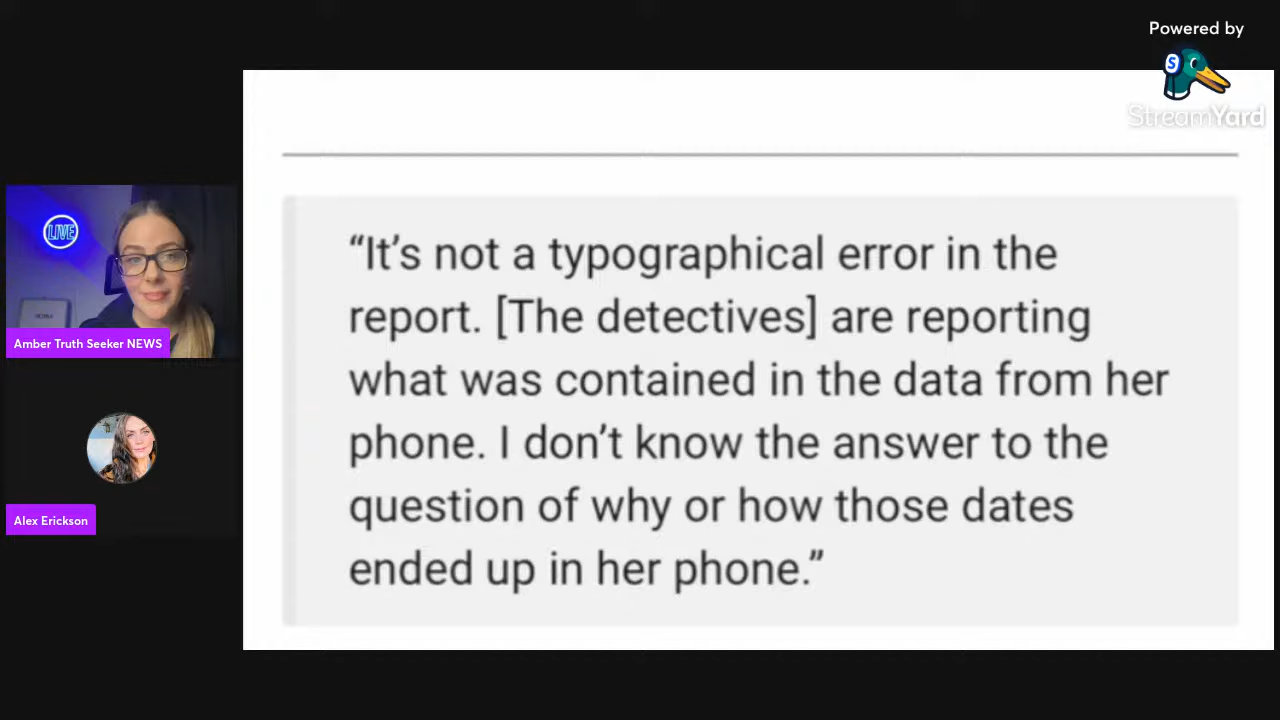 Powered by
StreamYard
LIVE
Amber Truth Seeker NEWS
Alex Erickson
“It’s not a typographical error in the
report. [The detectives] are reporting
what was contained in the data from her
phone. I don’t know the answer to the
question of why or how those dates
ended up in her phone.”